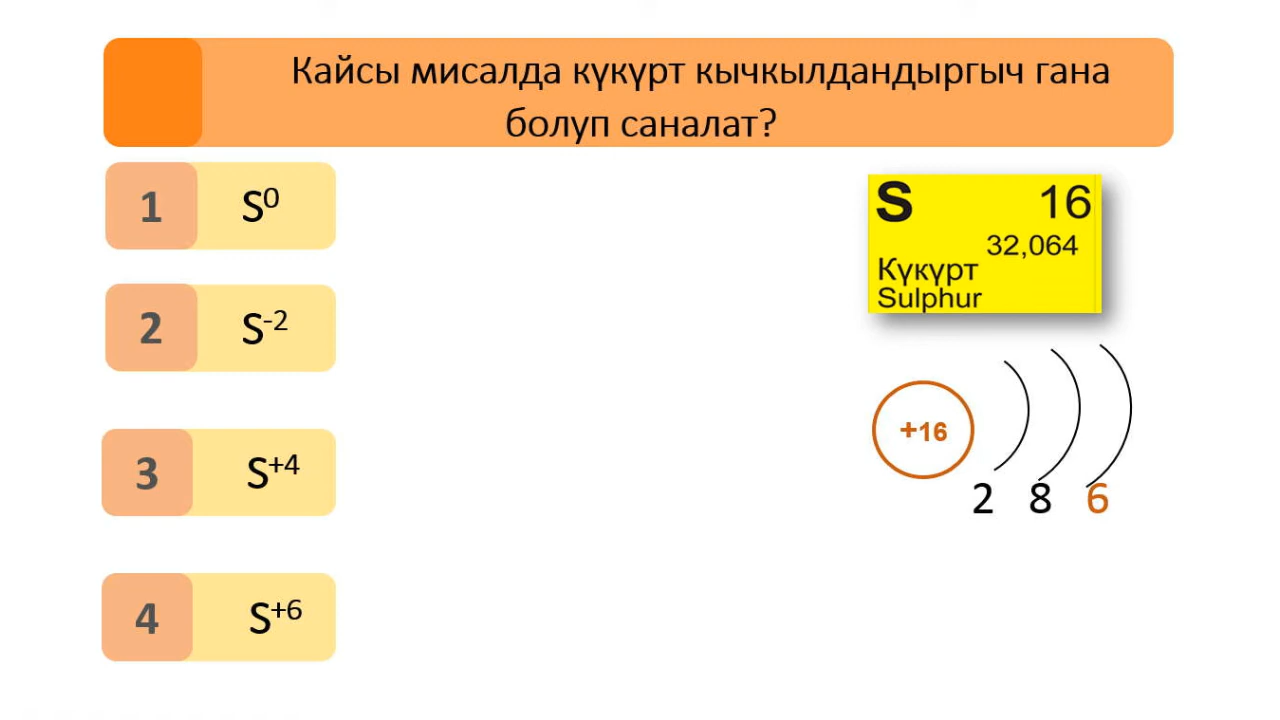 Кайсы мисалда күкүрт кычкылдандыргыч гана
болуп саналат?
1 S⁰
2 S⁻²
3 S⁺⁴
4 S⁺⁶
S 16
32,064
Күкүрт
Sulphur
+16
2 8 6